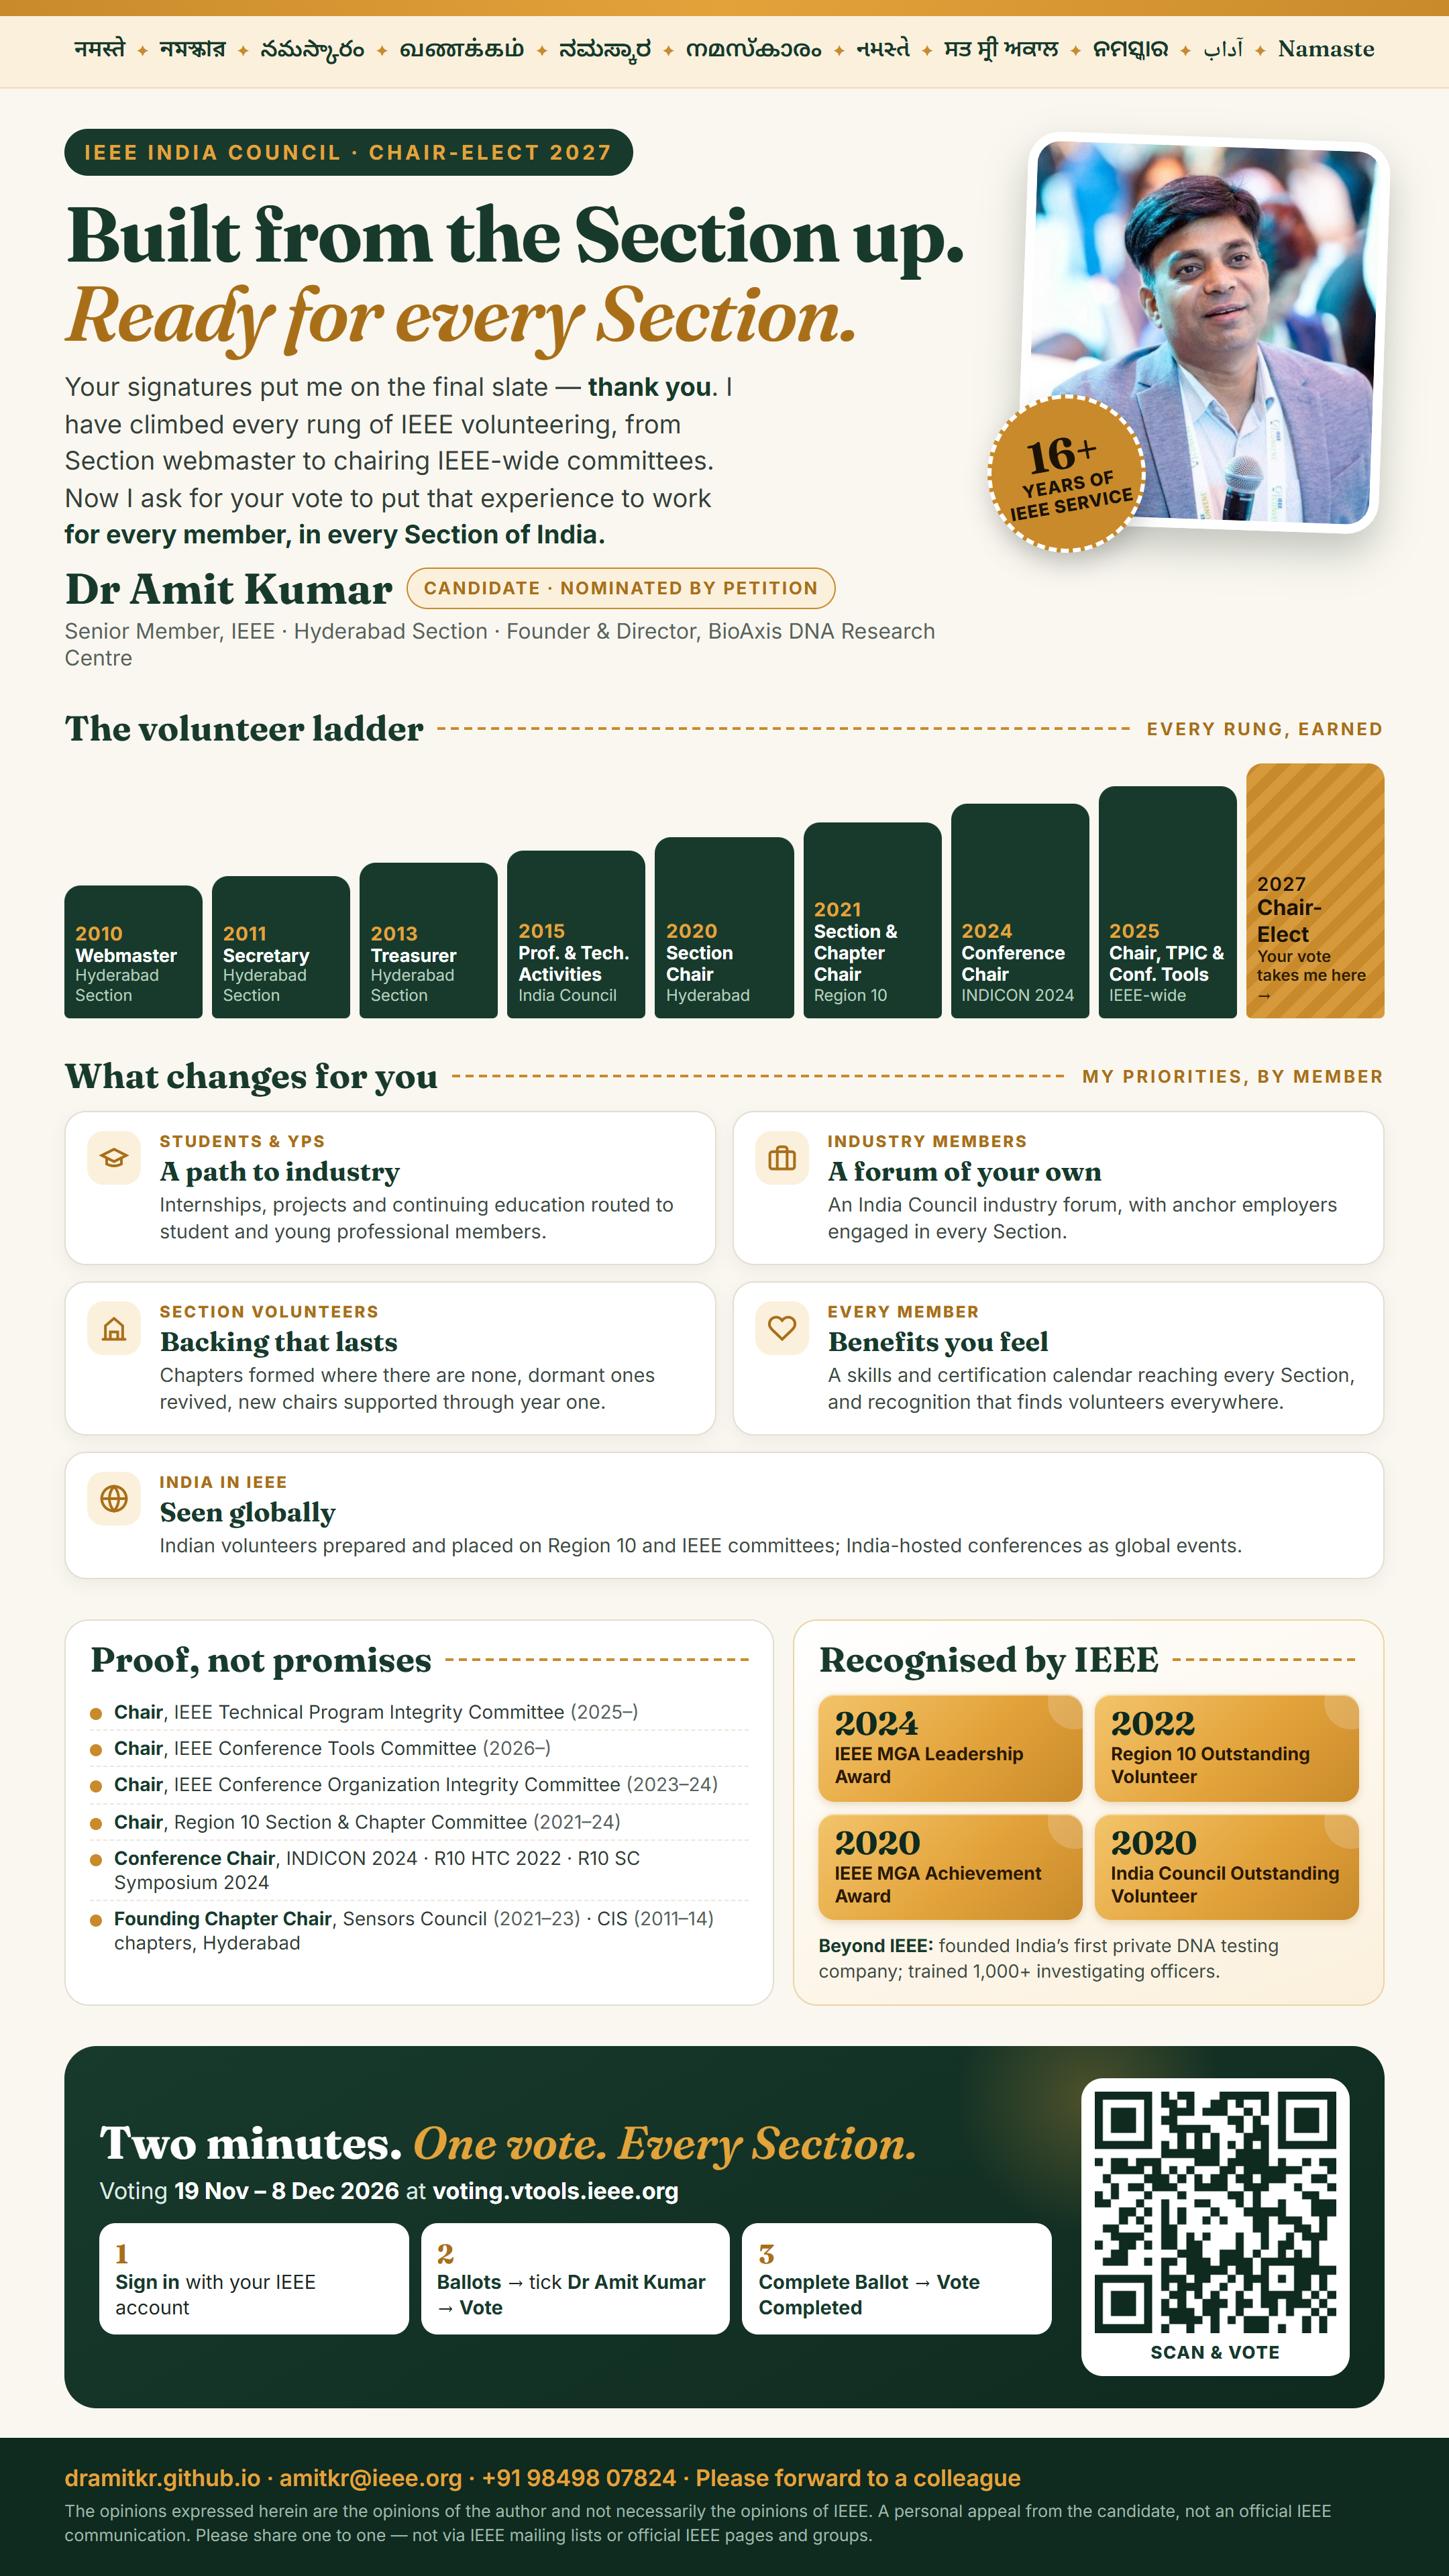 नमस्ते ✦ নমস্কার ✦ నమస్కారం ✦ வணக்கம் ✦ ನಮಸ್ಕಾರ ✦ നമസ്കാരം ✦ નમસ્તે ✦ ਸਤ ਸ੍ਰੀ ਅਕਾਲ ✦ ନମସ୍କାର ✦ آداب ✦ Namaste
IEEE INDIA COUNCIL · CHAIR-ELECT 2027
Built from the Section up.
Ready for every Section.
Your signatures put me on the final slate — thank you. I
have climbed every rung of IEEE volunteering, from
Section webmaster to chairing IEEE-wide committees.
Now I ask for your vote to put that experience to work
for every member, in every Section of India.
16+
YEARS OF
IEEE SERVICE
Dr Amit Kumar
CANDIDATE · NOMINATED BY PETITION
Senior Member, IEEE · Hyderabad Section · Founder & Director, BioAxis DNA Research
Centre
The volunteer ladder
EVERY RUNG, EARNED
2010
Webmaster
Hyderabad
Section
2011
Secretary
Hyderabad
Section
2013
Treasurer
Hyderabad
Section
2015
Prof. & Tech.
Activities
India Council
2020
Section
Chair
Hyderabad
2021
Section &
Chapter
Chair
Region 10
2024
Conference
Chair
INDICON 2024
2025
Chair, TPIC &
Conf. Tools
IEEE-wide
2027
Chair-
Elect
Your vote
takes me here
→
What changes for you
MY PRIORITIES, BY MEMBER
STUDENTS & YPS
A path to industry
Internships, projects and continuing education routed to
student and young professional members.
INDUSTRY MEMBERS
A forum of your own
An India Council industry forum, with anchor employers
engaged in every Section.
SECTION VOLUNTEERS
Backing that lasts
Chapters formed where there are none, dormant ones
revived, new chairs supported through year one.
EVERY MEMBER
Benefits you feel
A skills and certification calendar reaching every Section,
and recognition that finds volunteers everywhere.
INDIA IN IEEE
Seen globally
Indian volunteers prepared and placed on Region 10 and IEEE committees; India-hosted conferences as global events.
Proof, not promises
Chair, IEEE Technical Program Integrity Committee (2025–)
Chair, IEEE Conference Tools Committee (2026–)
Chair, IEEE Conference Organization Integrity Committee (2023–24)
Chair, Region 10 Section & Chapter Committee (2021–24)
Conference Chair, INDICON 2024 · R10 HTC 2022 · R10 SC
Symposium 2024
Founding Chapter Chair, Sensors Council (2021–23) · CIS (2011–14)
chapters, Hyderabad
Recognised by IEEE
2024
IEEE MGA Leadership
Award
2022
Region 10 Outstanding
Volunteer
2020
IEEE MGA Achievement
Award
2020
India Council Outstanding
Volunteer
Beyond IEEE: founded India’s first private DNA testing
company; trained 1,000+ investigating officers.
Two minutes. One vote. Every Section.
Voting 19 Nov – 8 Dec 2026 at voting.vtools.ieee.org
1
Sign in with your IEEE
account
2
Ballots → tick Dr Amit Kumar
→ Vote
3
Complete Ballot → Vote
Completed
SCAN & VOTE
dramitkr.github.io · amitkr@ieee.org · +91 98498 07824 · Please forward to a colleague
The opinions expressed herein are the opinions of the author and not necessarily the opinions of IEEE. A personal appeal from the candidate, not an official IEEE
communication. Please share one to one — not via IEEE mailing lists or official IEEE pages and groups.